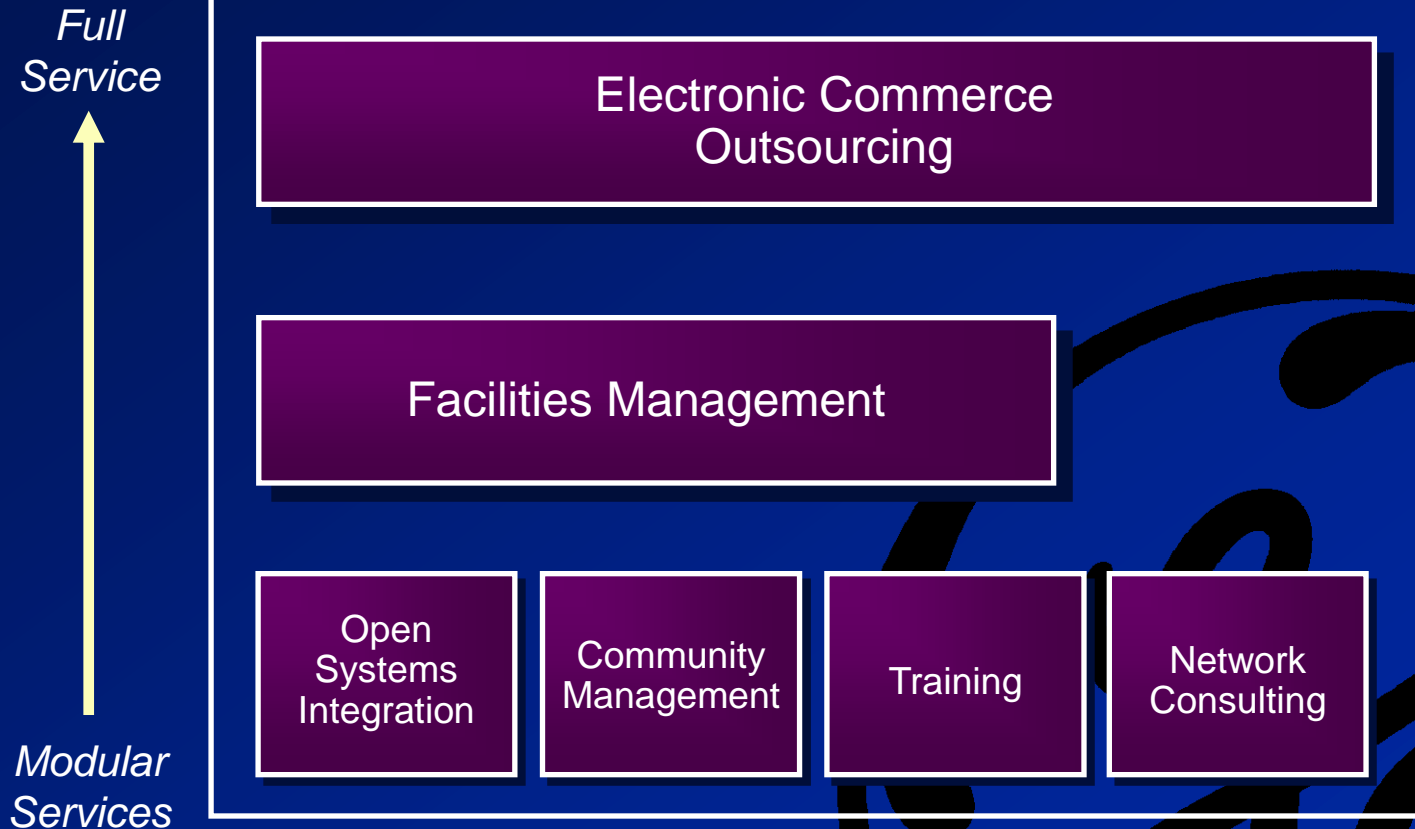 Full
Service
Electronic Commerce
Outsourcing
Facilities Management
Open
Systems
Integration
Community
Management
Training
Network
Consulting
Modular
Services